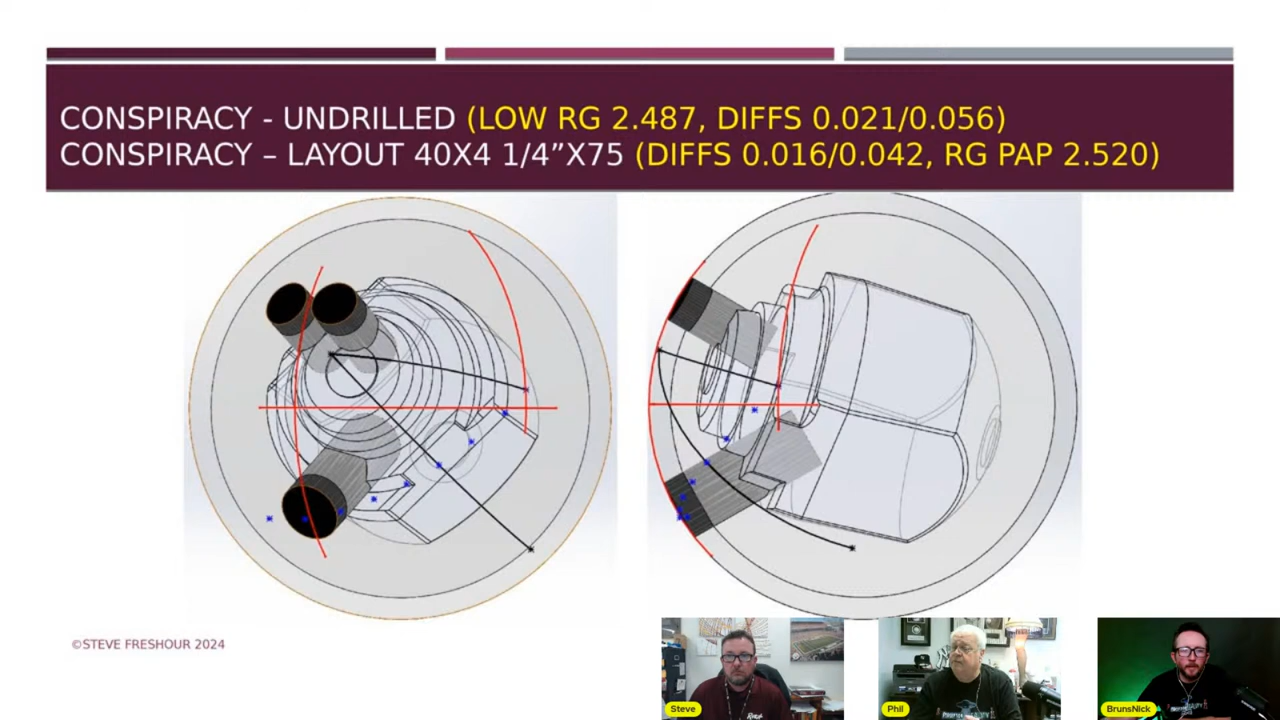 CONSPIRACY - UNDRILLED (LOW RG 2.487, DIFFS 0.021/0.056)
CONSPIRACY – LAYOUT 40X4 1/4”X75 (DIFFS 0.016/0.042, RG PAP 2.520)
©STEVE FRESHOUR 2024
Steve
Phil
BrunsNick